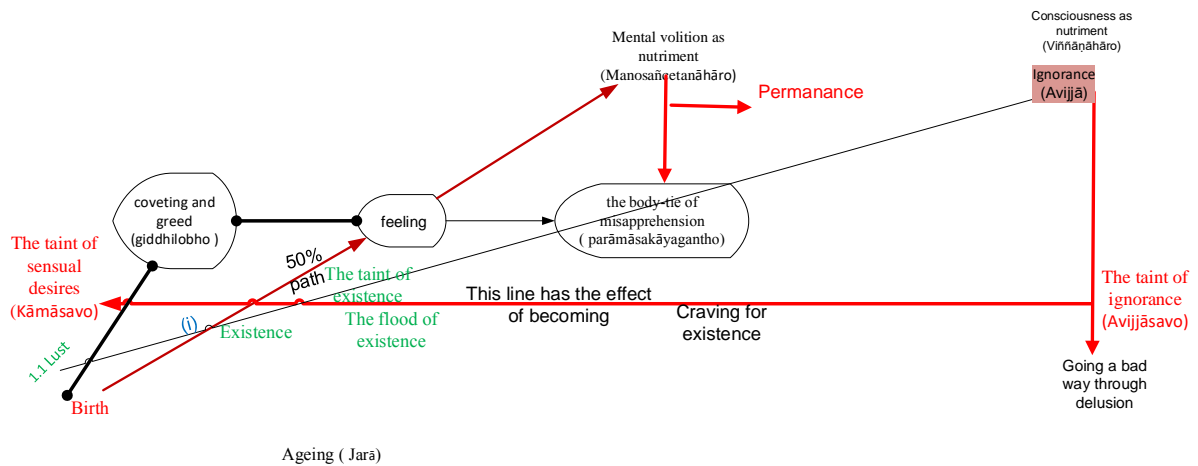 Consciousness as
nutriment
(Viññāṇāhāro)
Mental volition as
nutriment
(Manosañcetanāhāro)
Ignorance
(Avijjā)
Permanance
coveting and
greed
(giddhilobho)
feeling
the body-tie of
misapprehension
( parāmāsakāyagantho)
The taint of
sensual
desires
(Kāmāsavo)
50%
path
The taint of
existence
The flood of
existence
This line has the effect
of becoming
Craving for
existence
The taint of
ignorance
(Avijjāsavo)
(i)
Existence
1.1 Lust
Birth
Going a bad
way through
delusion
Ageing ( Jarā)